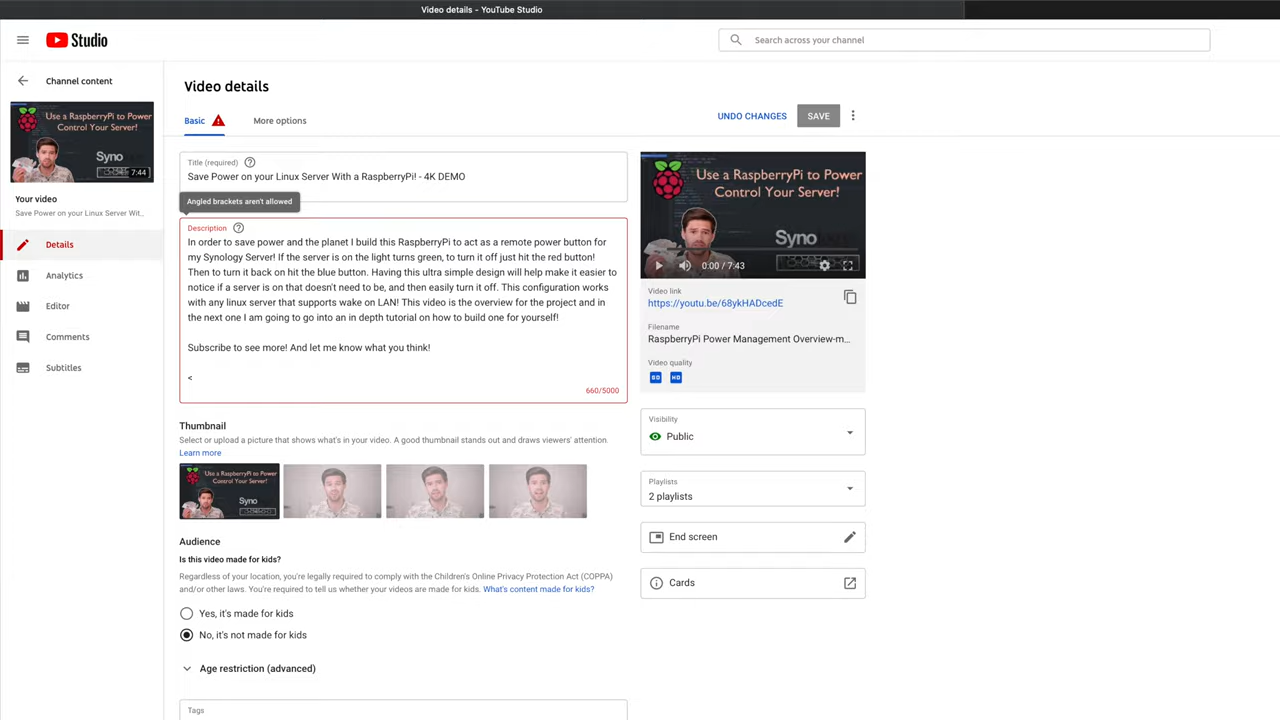 Video details - YouTube Studio
Studio
Search across your channel
Channel content
Use a RaspberryPi to Power
Control Your Server!
Syno
7:44
Your video
Save Power on your Linux Server Wit...
Details
Analytics
Editor
Comments
Subtitles
Video details
Basic
More options
UNDO CHANGES
SAVE
Title (required)
Save Power on your Linux Server With a RaspberryPi! - 4K DEMO
Angled brackets aren't allowed
Description
In order to save power and the planet I build this RaspberryPi to act as a remote power button for
my Synology Server! If the server is on the light turns green, to turn it off just hit the red button!
Then to turn it back on hit the blue button. Having this ultra simple design will help make it easier to
notice if a server is on that doesn't need to be, and then easily turn it off. This configuration works
with any linux server that supports wake on LAN! This video is the overview for the project and in
the next one I am going to go into an in depth tutorial on how to build one for yourself!
Subscribe to see more! And let me know what you think!
<
660/5000
Thumbnail
Select or upload a picture that shows what's in your video. A good thumbnail stands out and draws viewers' attention.
Learn more
Use a RaspberryPi to Power
Control Your Server!
Syno
Audience
Is this video made for kids?
Regardless of your location, you're legally required to comply with the Children's Online Privacy Protection Act (COPPA)
and/or other laws. You're required to tell us whether your videos are made for kids. What's content made for kids?
Yes, it's made for kids
No, it's not made for kids
Age restriction (advanced)
Tags
Use a RaspberryPi to Power
Control Your Server!
Syno
0:00 / 7:43
Video link
https://youtu.be/68ykHADcedE
Filename
RaspberryPi Power Management Overview-m...
Video quality
SD HD
Visibility
Public
Playlists
2 playlists
End screen
Cards